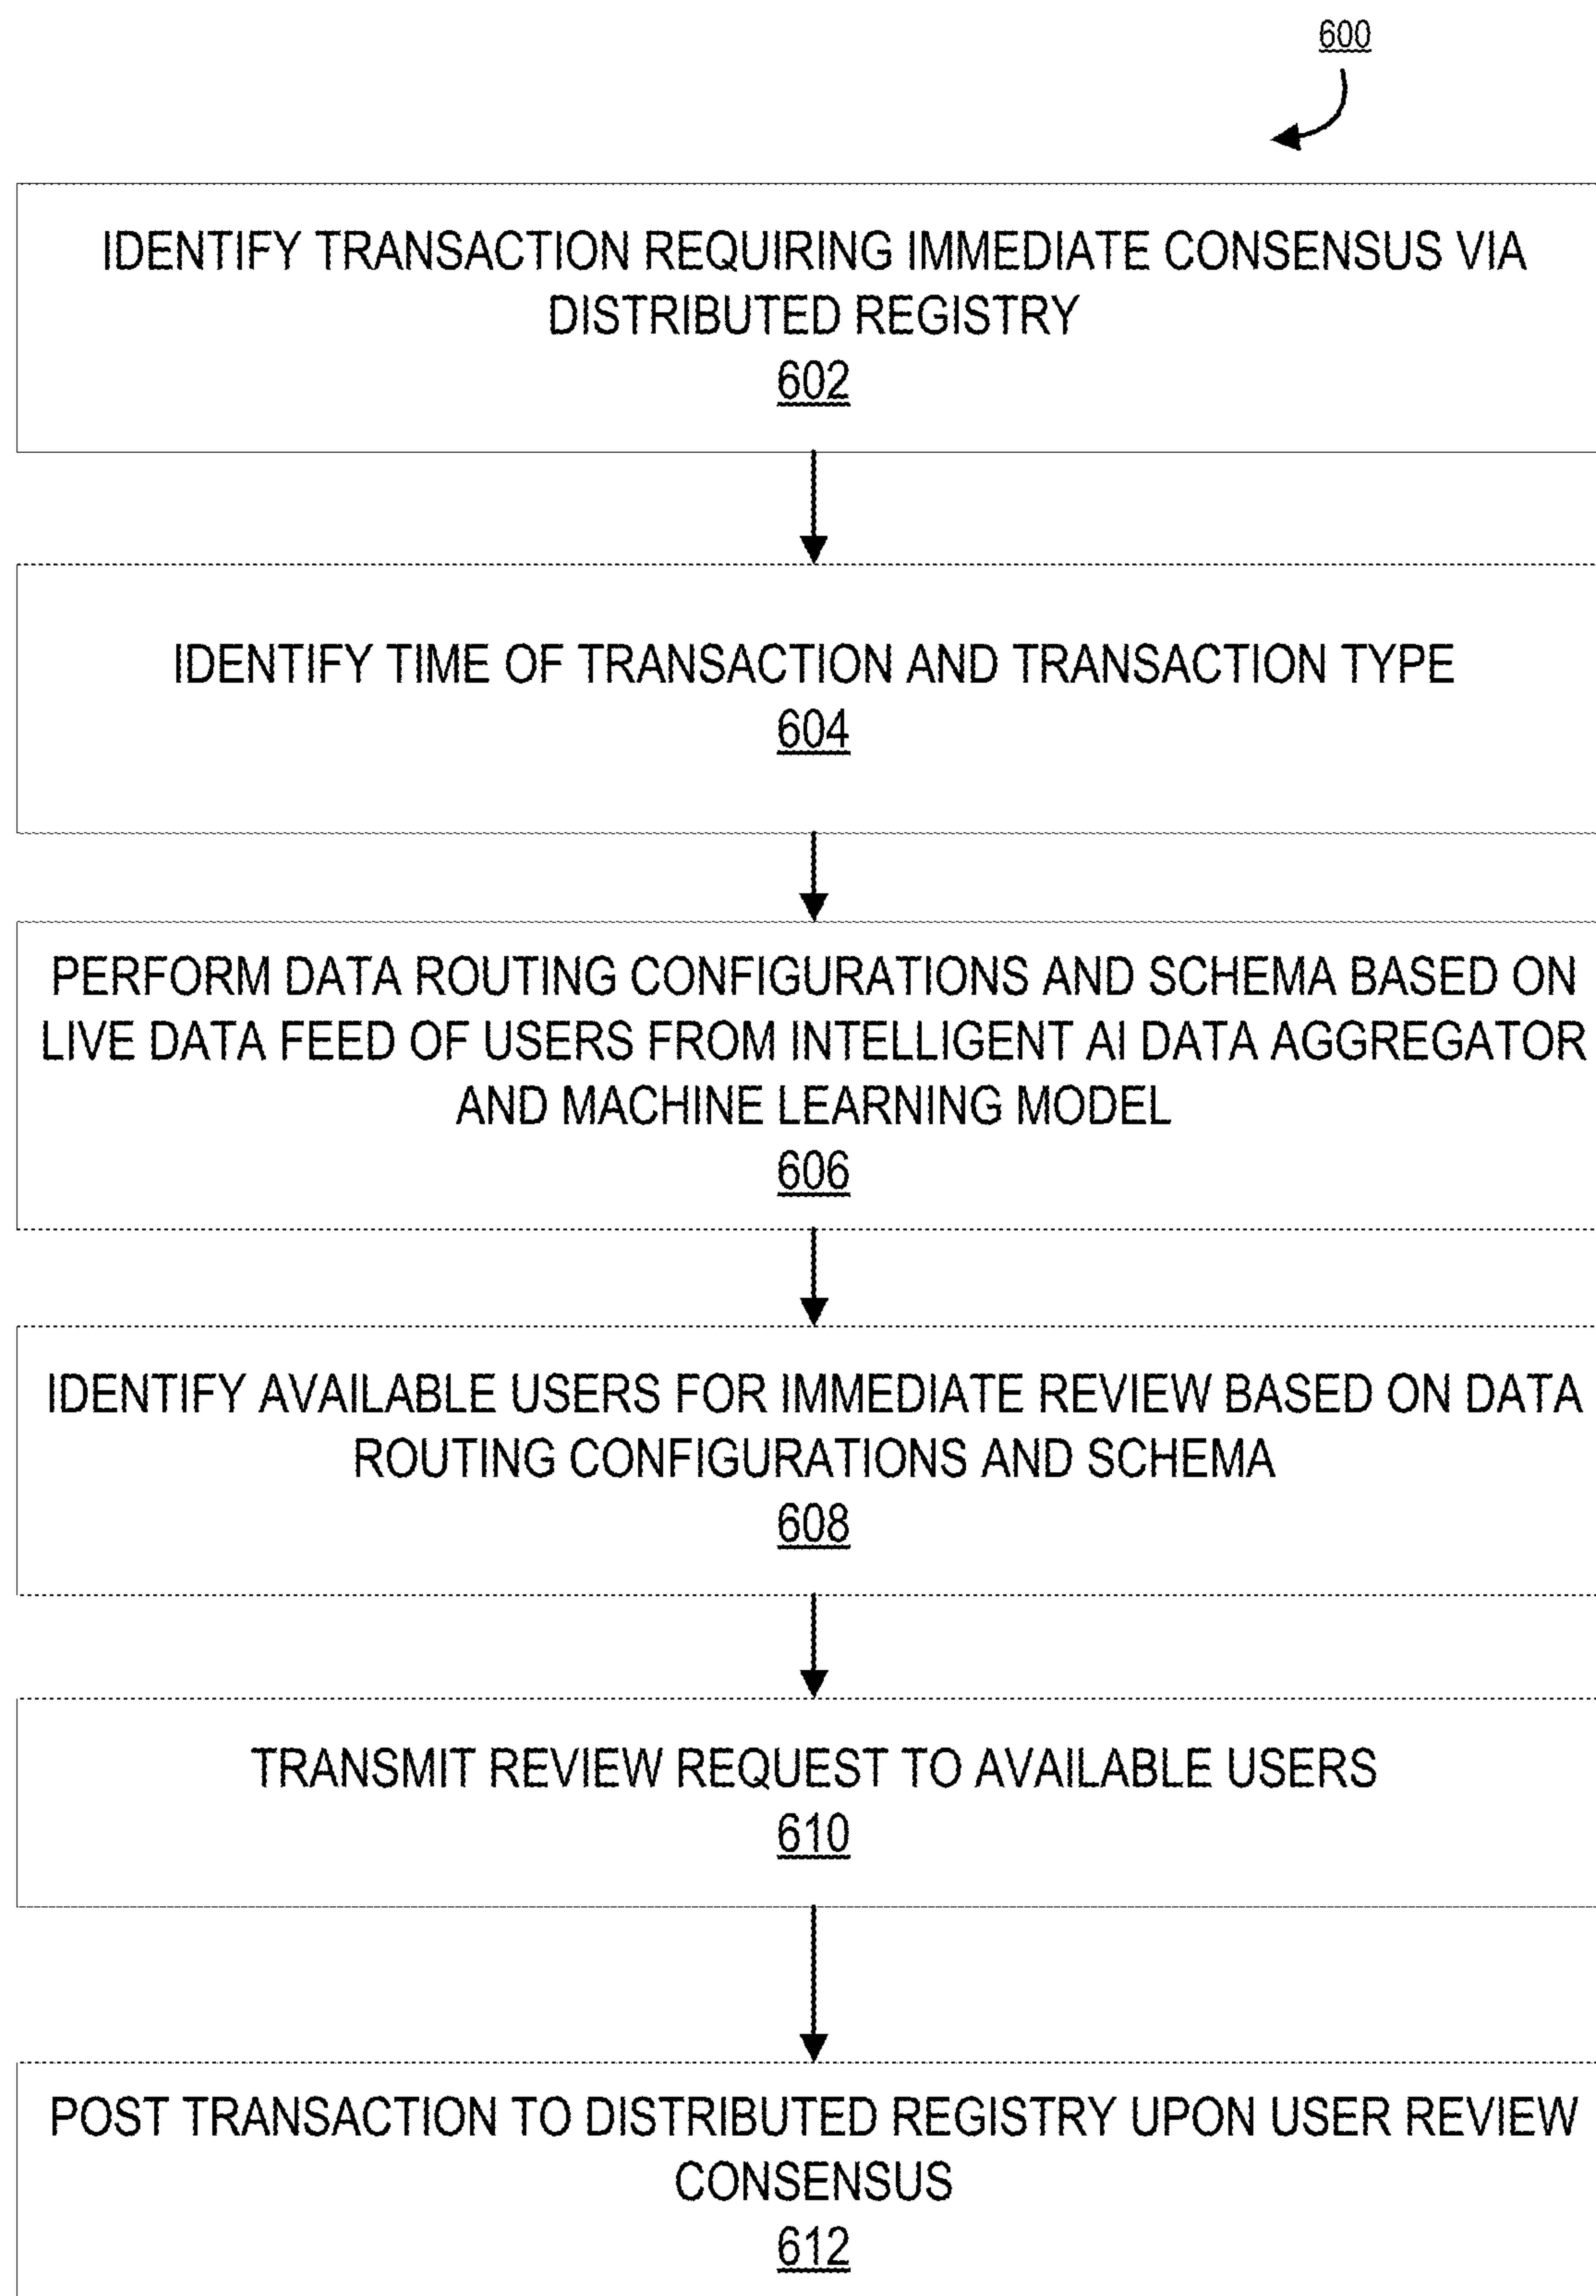 600
IDENTIFY TRANSACTION REQUIRING IMMEDIATE CONSENSUS VIA
DISTRIBUTED REGISTRY
602
IDENTIFY TIME OF TRANSACTION AND TRANSACTION TYPE
604
PERFORM DATA ROUTING CONFIGURATIONS AND SCHEMA BASED ON
LIVE DATA FEED OF USERS FROM INTELLIGENT AI DATA AGGREGATOR
AND MACHINE LEARNING MODEL
606
IDENTIFY AVAILABLE USERS FOR IMMEDIATE REVIEW BASED ON DATA
ROUTING CONFIGURATIONS AND SCHEMA
608
TRANSMIT REVIEW REQUEST TO AVAILABLE USERS
610
POST TRANSACTION TO DISTRIBUTED REGISTRY UPON USER REVIEW
CONSENSUS
612